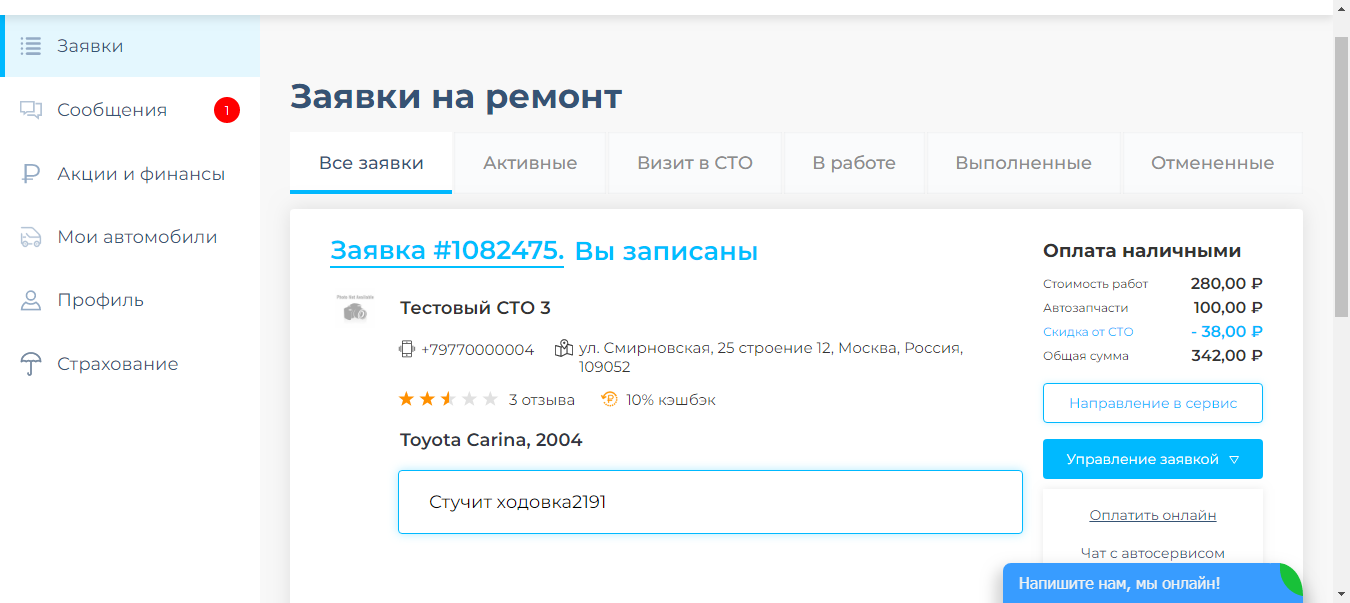 Заявки
Сообщения
1
Акции и финансы
Мои автомобили
Профиль
Страхование
Заявки на ремонт
Все заявки
Активные
Визит в СТО
В работе
Выполненные
Отмененные
Заявка #1082475. Вы записаны
Photo Not Available
Тестовый СТО 3
+79770000004
ул. Смирновская, 25 строение 12, Москва, Россия,
109052
3 отзыва
10% кэшбэк
Toyota Carina, 2004
Стучит ходовка2191
Оплата наличными
Стоимость работ 280,00 ₽
Автозапчасти 100,00 ₽
Скидка от СТО - 38,00 ₽
Общая сумма 342,00 ₽
Направление в сервис
Управление заявкой
Оплатить онлайн
Чат с автосервисом
Напишите нам, мы онлайн!